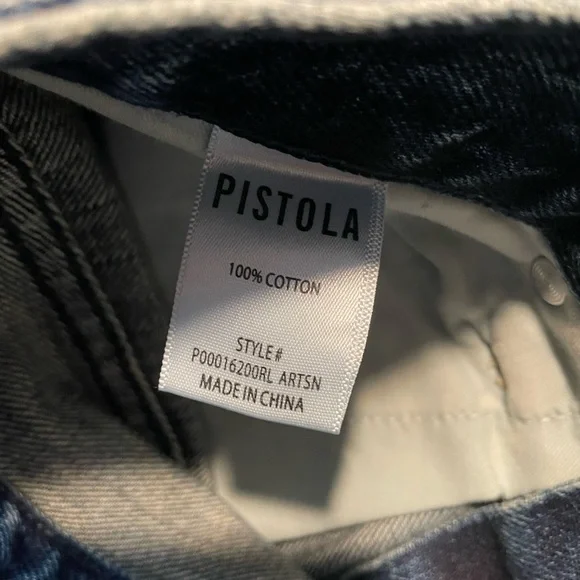 PISTOLA
100% COTTON
STYLE#
P00016200RL ARTSN
MADE IN CHINA